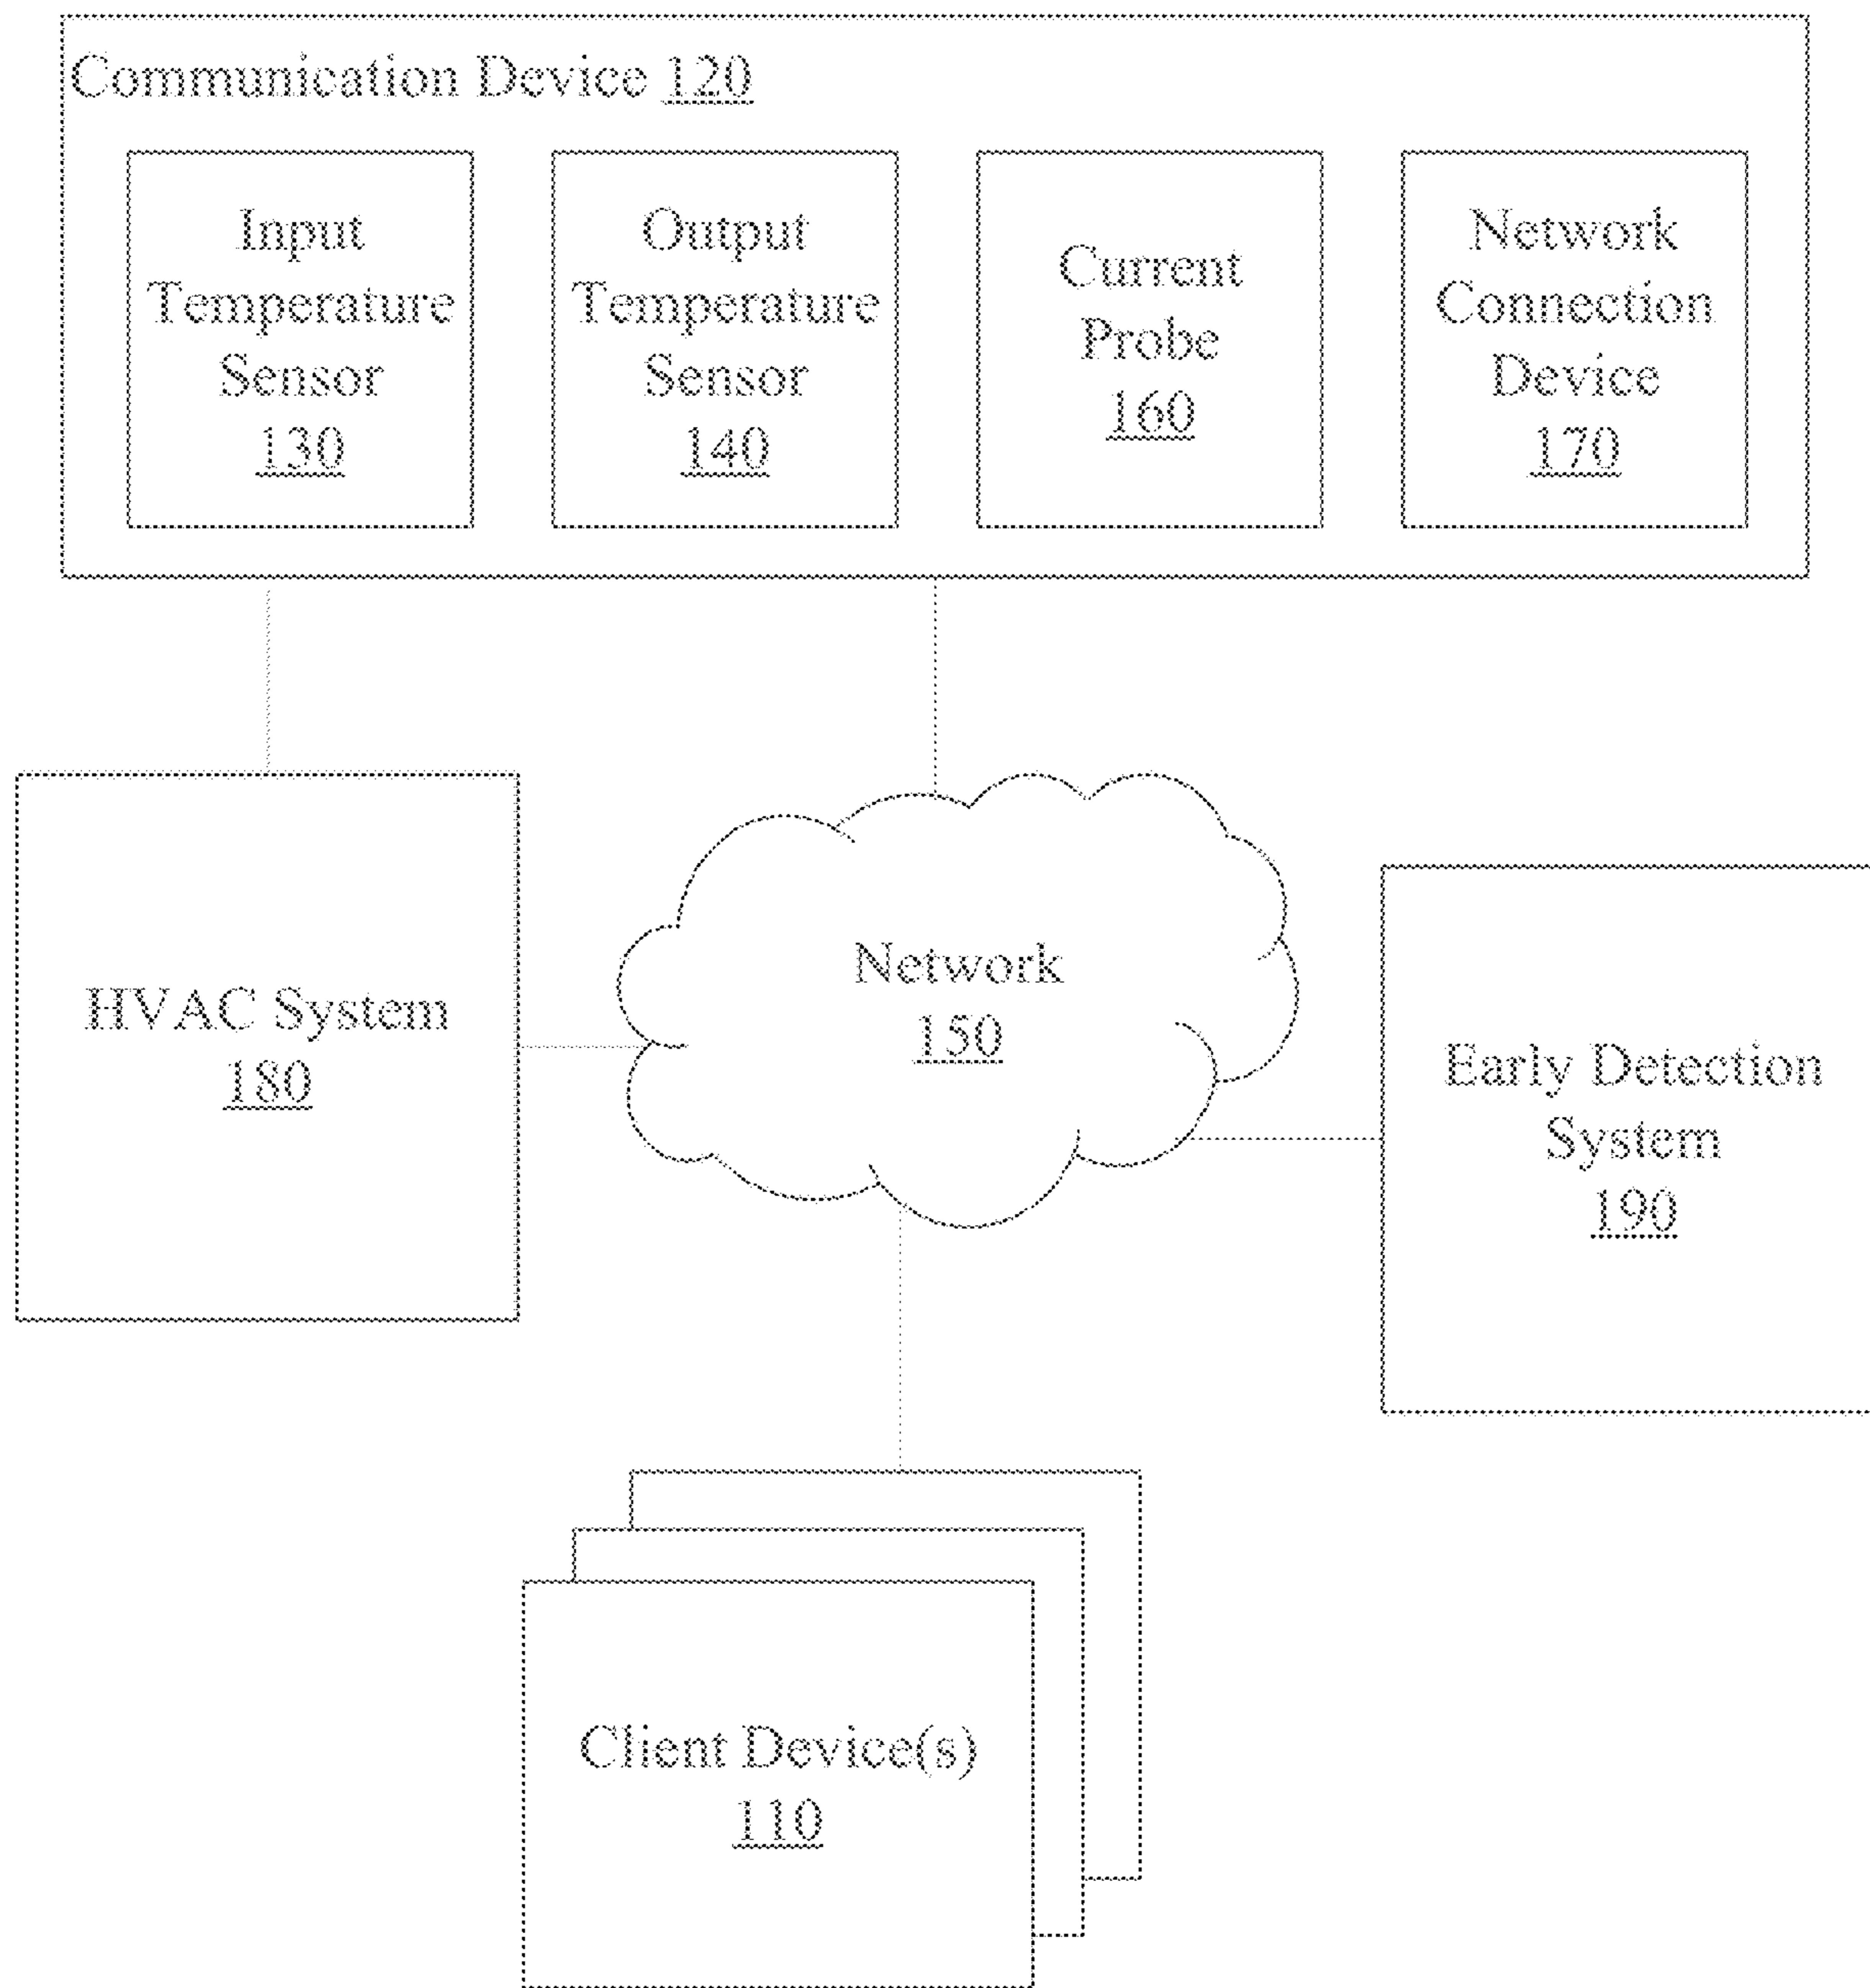 Communication Device 120
Input
Temperature
Sensor
130
Output
Temperature
Sensor
140
Current
Probe
160
Network
Connection
Device
170
HVAC System
180
Network
150
Early Detection
System
190
Client Device(s)
110